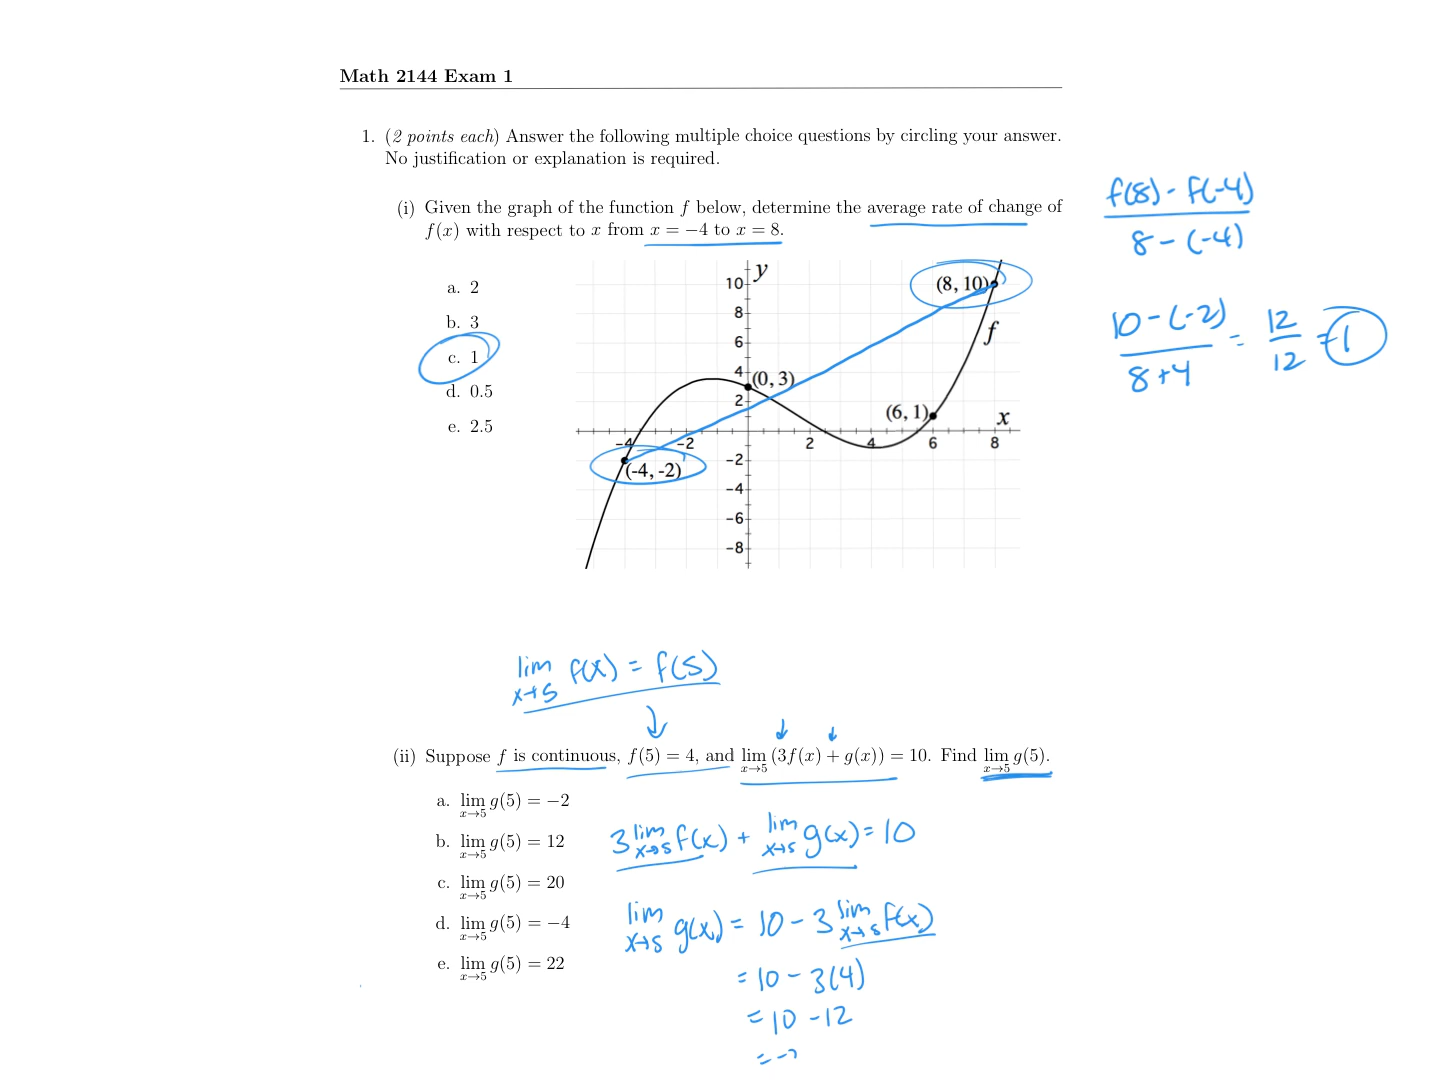 Math 2144 Exam 1
1. (2 points each) Answer the following multiple choice questions by circling your answer.
No justification or explanation is required.
(i) Given the graph of the function f below, determine the average rate of change of
f(x) with respect to x from x = −4 to x = 8.
f(8) - f(-4)
8 - (-4)
a. 2
b. 3
c. 1
d. 0.5
e. 2.5
y
10
8
6
4
2
-2
-4
-6
-8
-4
-2
2
4
6
8
x
f
(8, 10)
(0, 3)
(6, 1)
(-4, -2)
10 - (-2) = 12 = 1
8 + 4 12
lim f(x) = f(5)
x→5
(ii) Suppose f is continuous, f(5) = 4, and lim (3f(x) + g(x)) = 10. Find lim g(5).
x→5 x→5
a. lim g(5) = −2
x→5
b. lim g(5) = 12
x→5
c. lim g(5) = 20
x→5
d. lim g(5) = −4
x→5
e. lim g(5) = 22
x→5
3 lim f(x) + lim g(x) = 10
x→5 x→5
lim g(x) = 10 - 3 lim f(x)
x→5 x→5
= 10 - 3(4)
= 10 - 12
= -